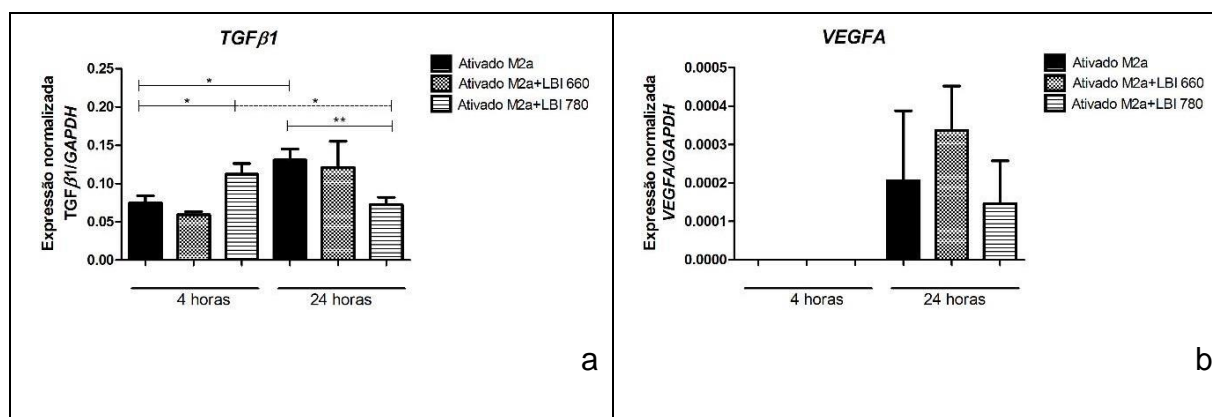 TGFβ1
Expressão normalizada
TGFβ1/GAPDH
0.25
0.20
0.15
0.10
0.05
0.00
*
*
*
**
Ativado M2a
Ativado M2a+LBI 660
Ativado M2a+LBI 780
4 horas
24 horas
a
VEGFA
Expressão normalizada
VEGFA/GAPDH
0.0005
0.0004
0.0003
0.0002
0.0001
0.0000
Ativado M2a
Ativado M2a+LBI 660
Ativado M2a+LBI 780
4 horas
24 horas
b